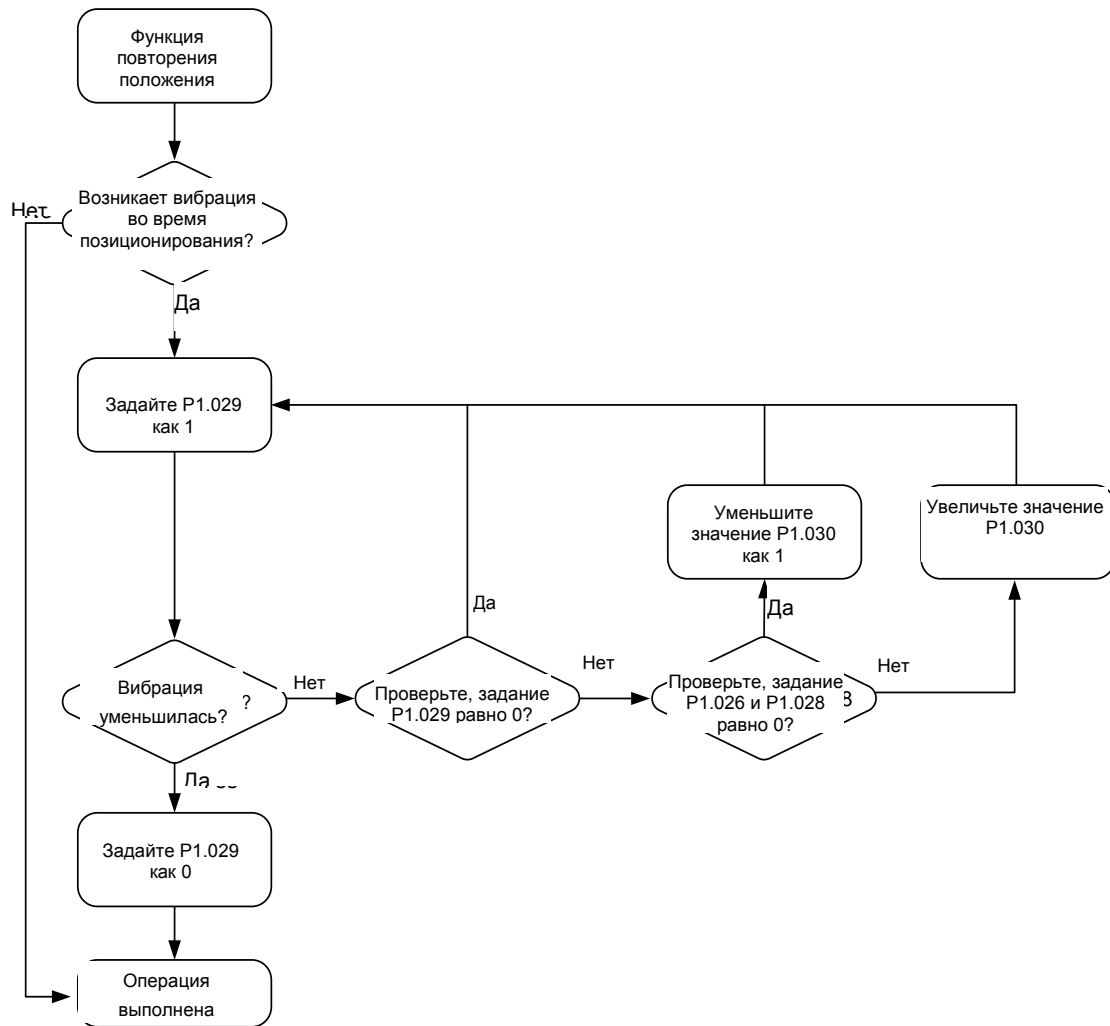 Функция
повторения
положения
Возникает вибрация
во время
позиционирования?
Нет
Да
Задайте P1.029
как 1
Уменьшите
значение P1.030
как 1
Увеличьте значение
P1.030
Да
Да
Вибрация
уменьшилась? ?
Нет
Проверьте, задание
P1.029 равно 0?
Нет
Проверьте, задание
P1.026 и P1.028 8
равно 0?
Нет
Да
Задайте P1.029
как 0
Операция
выполнена